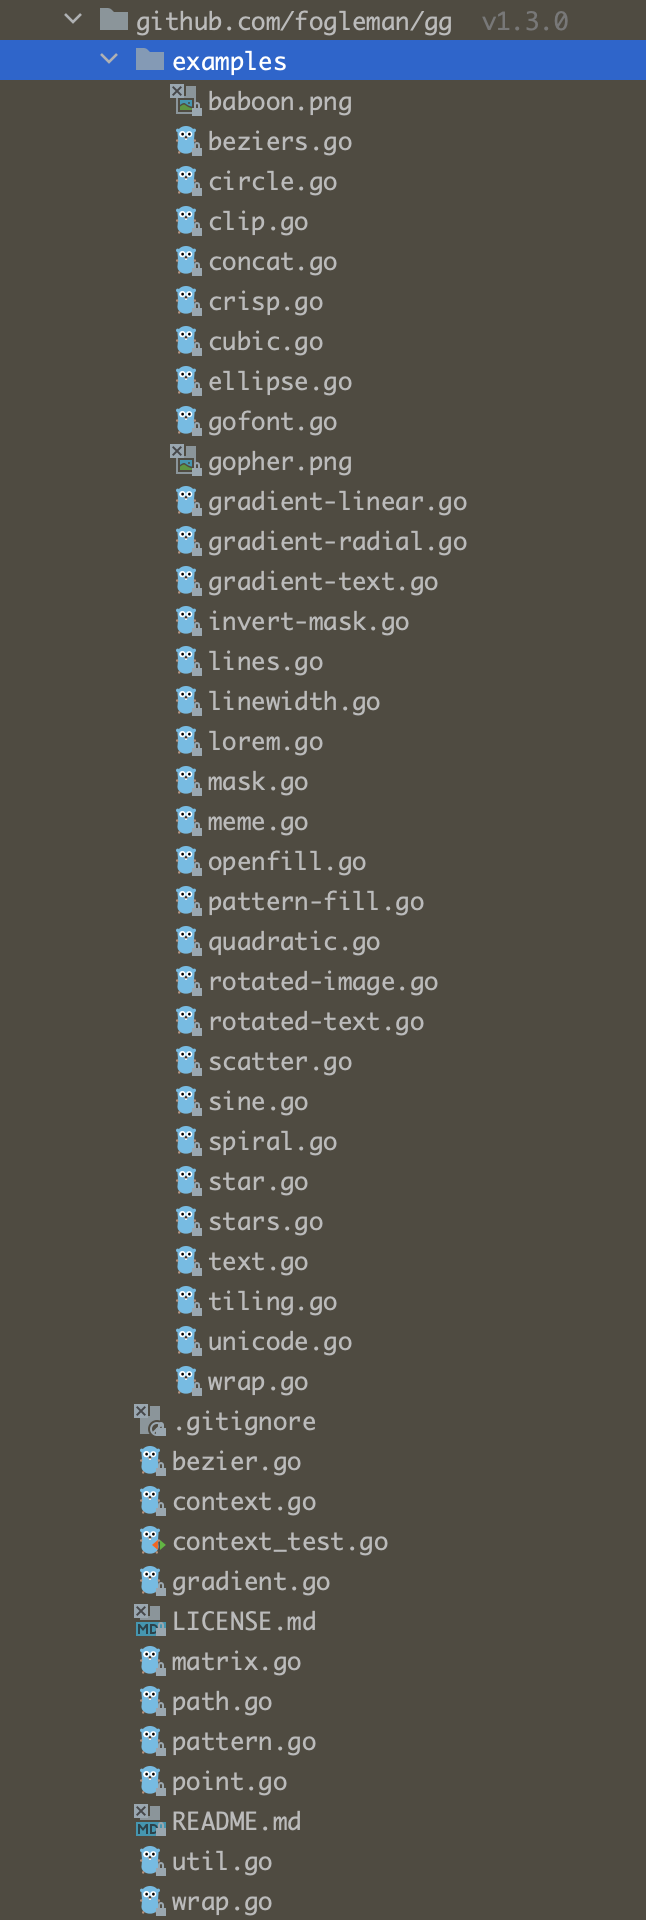 github.com/fogleman/gg v1.3.0
examples
baboon.png
beziers.go
circle.go
clip.go
concat.go
crisp.go
cubic.go
ellipse.go
gofont.go
gopher.png
gradient-linear.go
gradient-radial.go
gradient-text.go
invert-mask.go
lines.go
linewidth.go
lorem.go
mask.go
meme.go
openfill.go
pattern-fill.go
quadratic.go
rotated-image.go
rotated-text.go
scatter.go
sine.go
spiral.go
star.go
stars.go
text.go
tiling.go
unicode.go
wrap.go
.gitignore
bezier.go
context.go
context_test.go
gradient.go
MD LICENSE.md
matrix.go
path.go
pattern.go
point.go
MD README.md
util.go
wrap.go